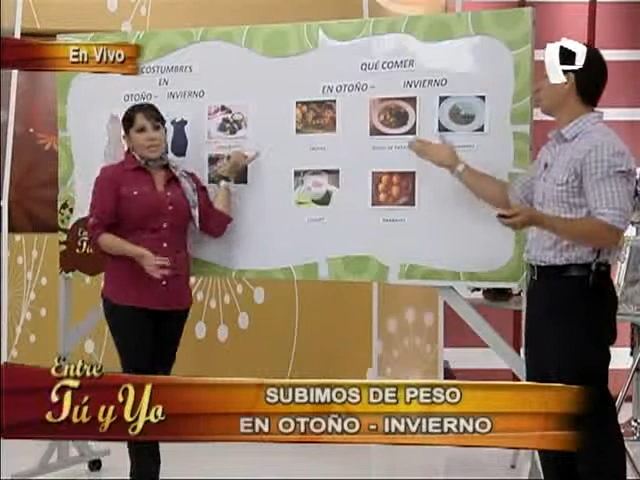 En Vivo
COSTUMBRES
EN
OTOÑO - INVIERNO
QUÉ COMER
EN OTOÑO - INVIERNO
Entre
Tú y Yo
SUBIMOS DE PESO
EN OTOÑO - INVIERNO